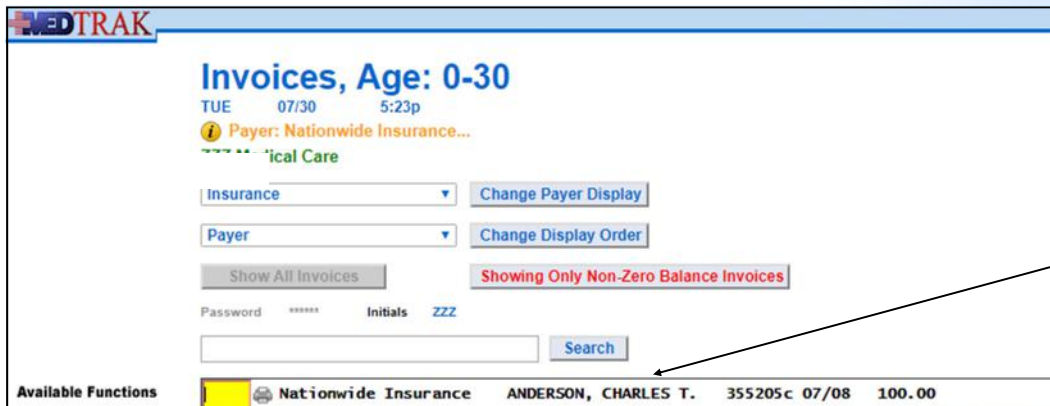 MEDTRAK
Invoices, Age: 0-30
TUE 07/30 5:23p
Payer: Nationwide Insurance...
ZZZ Medical Care
Insurance Change Payer Display
Payer Change Display Order
Show All Invoices Showing Only Non-Zero Balance Invoices
Password ****** Initials ZZZ
Search
Available Functions Nationwide Insurance ANDERSON, CHARLES T. 355205c 07/08 100.00